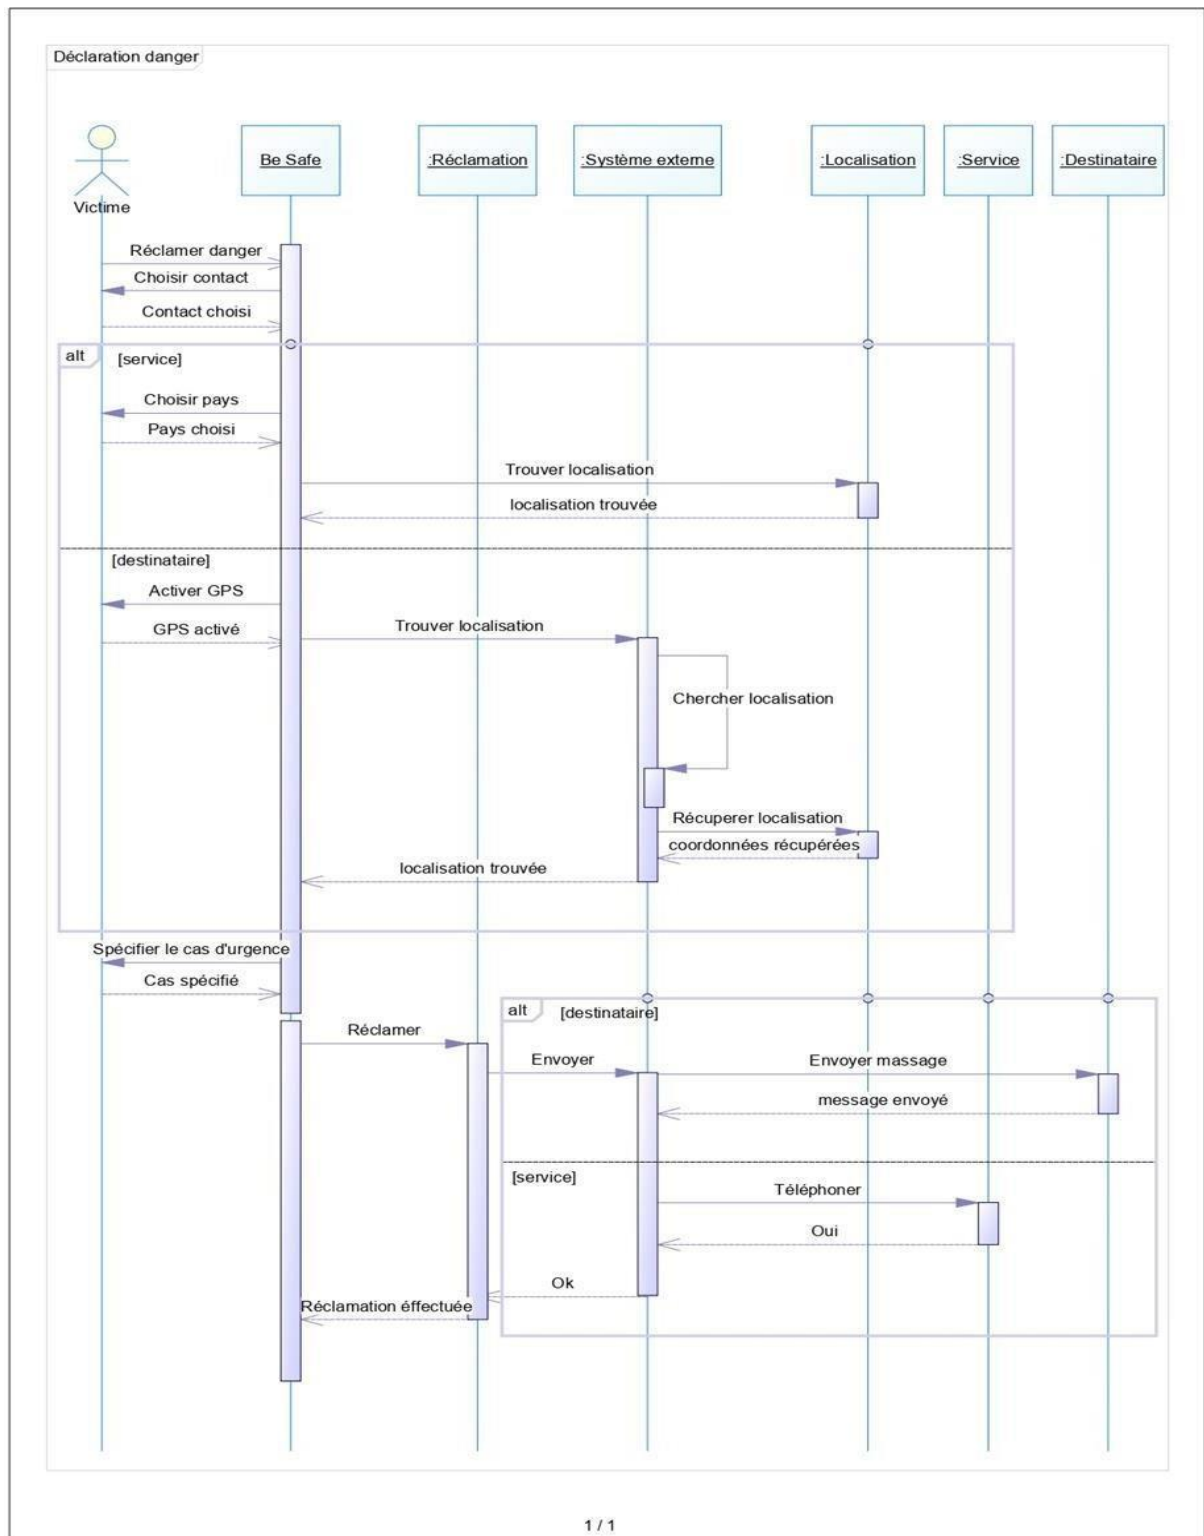 Déclaration danger
Be Safe
:Réclamation
:Système externe
:Localisation
:Service
:Destinataire
Victime
Réclamer danger
Choisir contact
Contact choisi
alt
[service]
Choisir pays
Pays choisi
Trouver localisation
localisation trouvée
[destinataire]
Activer GPS
GPS activé
Trouver localisation
Chercher localisation
Récuperer localisation
coordonnées récupérées
localisation trouvée
Spécifier le cas d'urgence
Cas spécifié
alt
[destinataire]
Réclamer
Envoyer
Envoyer massage
message envoyé
[service]
Téléphoner
Oui
Ok
Réclamation éffectuée
1 / 1